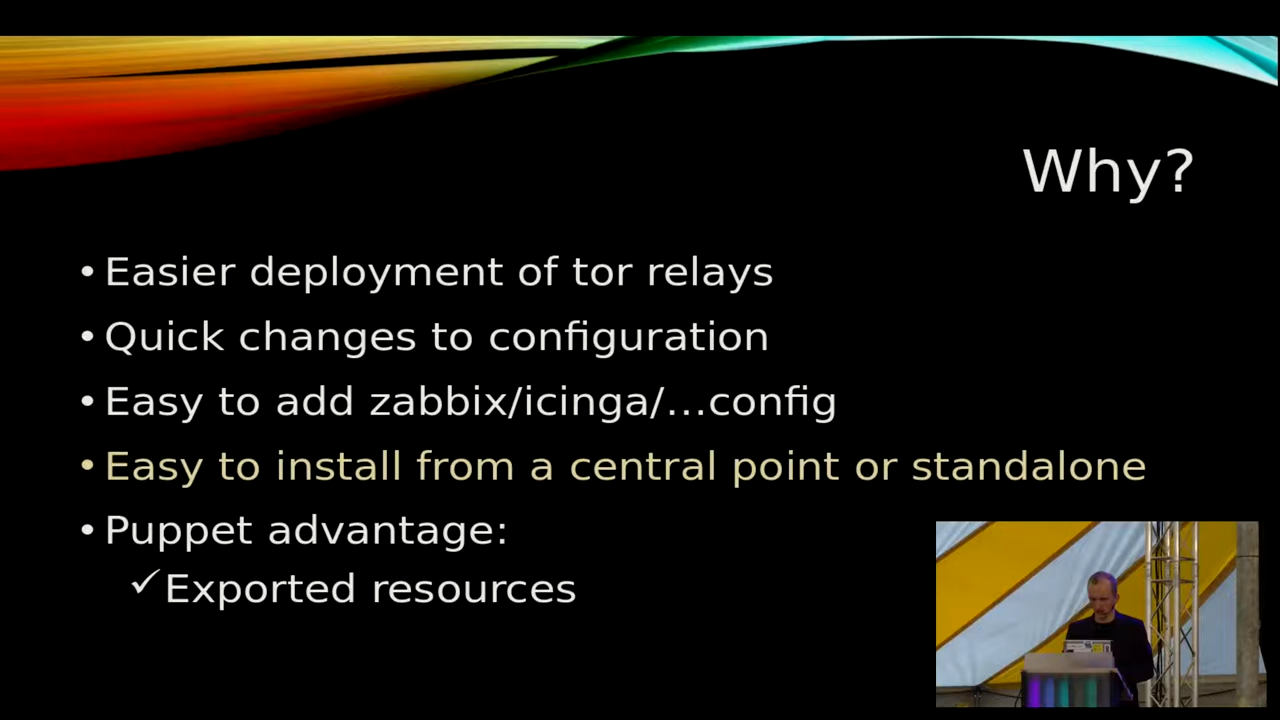 Why?
• Easier deployment of tor relays
• Quick changes to configuration
• Easy to add zabbix/icinga/...config
• Easy to install from a central point or standalone
• Puppet advantage:
✓Exported resources